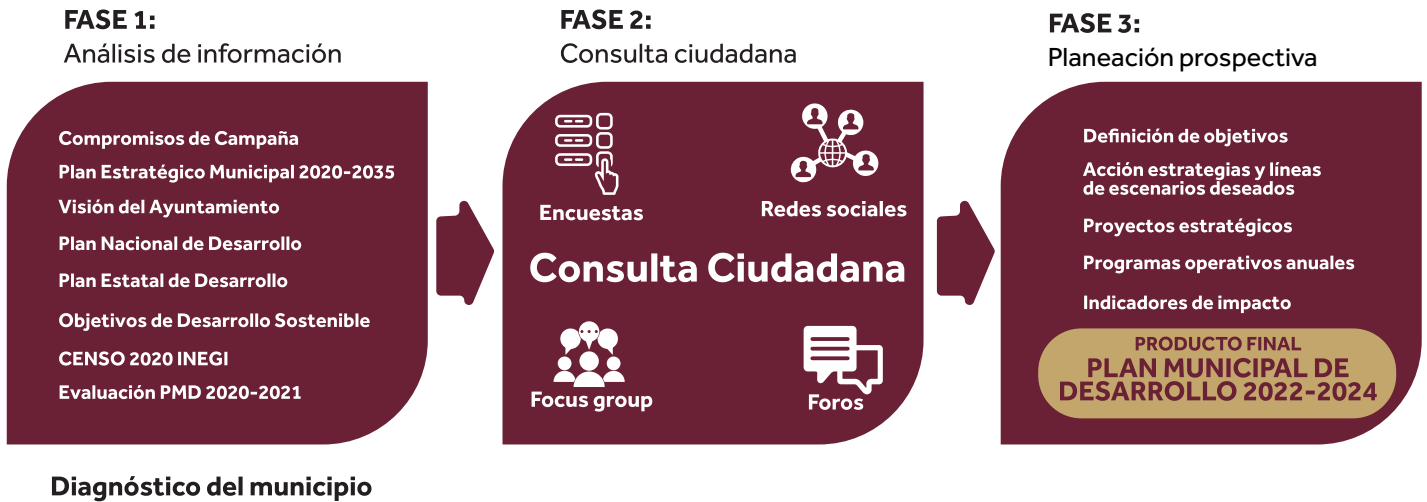 FASE 1:
Análisis de información
Compromisos de Campaña
Plan Estratégico Municipal 2020-2035
Visión del Ayuntamiento
Plan Nacional de Desarrollo
Plan Estatal de Desarrollo
Objetivos de Desarrollo Sostenible
CENSO 2020 INEGI
Evaluación PMD 2020-2021
Diagnóstico del municipio
FASE 2:
Consulta ciudadana
Encuestas
Redes sociales
Consulta Ciudadana
Focus group
Foros
FASE 3:
Planeación prospectiva
Definición de objetivos
Acción estrategias y líneas
de escenarios deseados
Proyectos estratégicos
Programas operativos anuales
Indicadores de impacto
PRODUCTO FINAL
PLAN MUNICIPAL DE
DESARROLLO 2022-2024